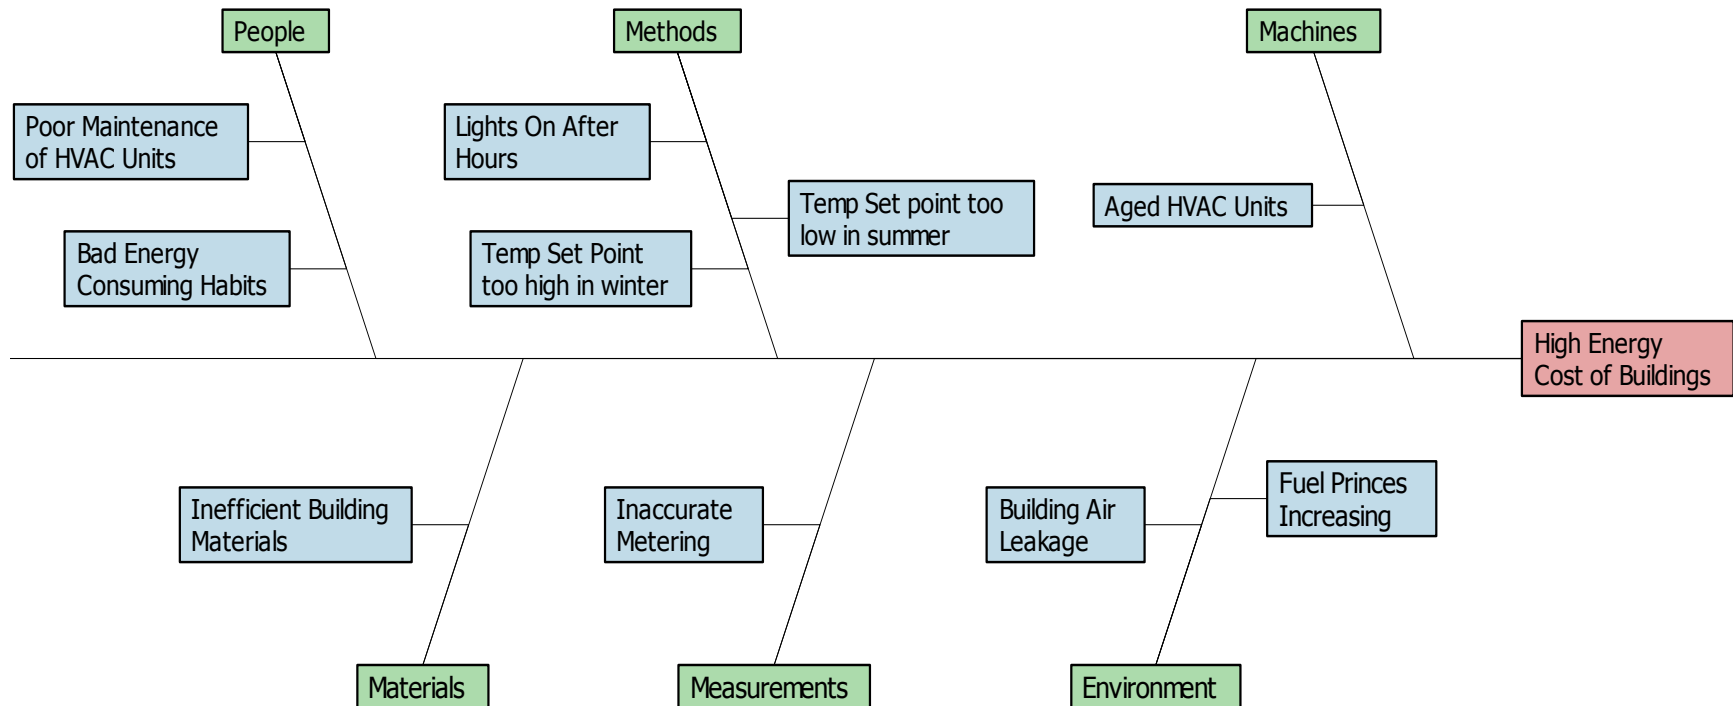 People
Methods
Machines
Poor Maintenance
of HVAC Units
Lights On After
Hours
Temp Set point too
low in summer
Aged HVAC Units
Bad Energy
Consuming Habits
Temp Set Point
too high in winter
High Energy
Cost of Buildings
Inefficient Building
Materials
Inaccurate
Metering
Building Air
Leakage
Fuel Princes
Increasing
Materials
Measurements
Environment